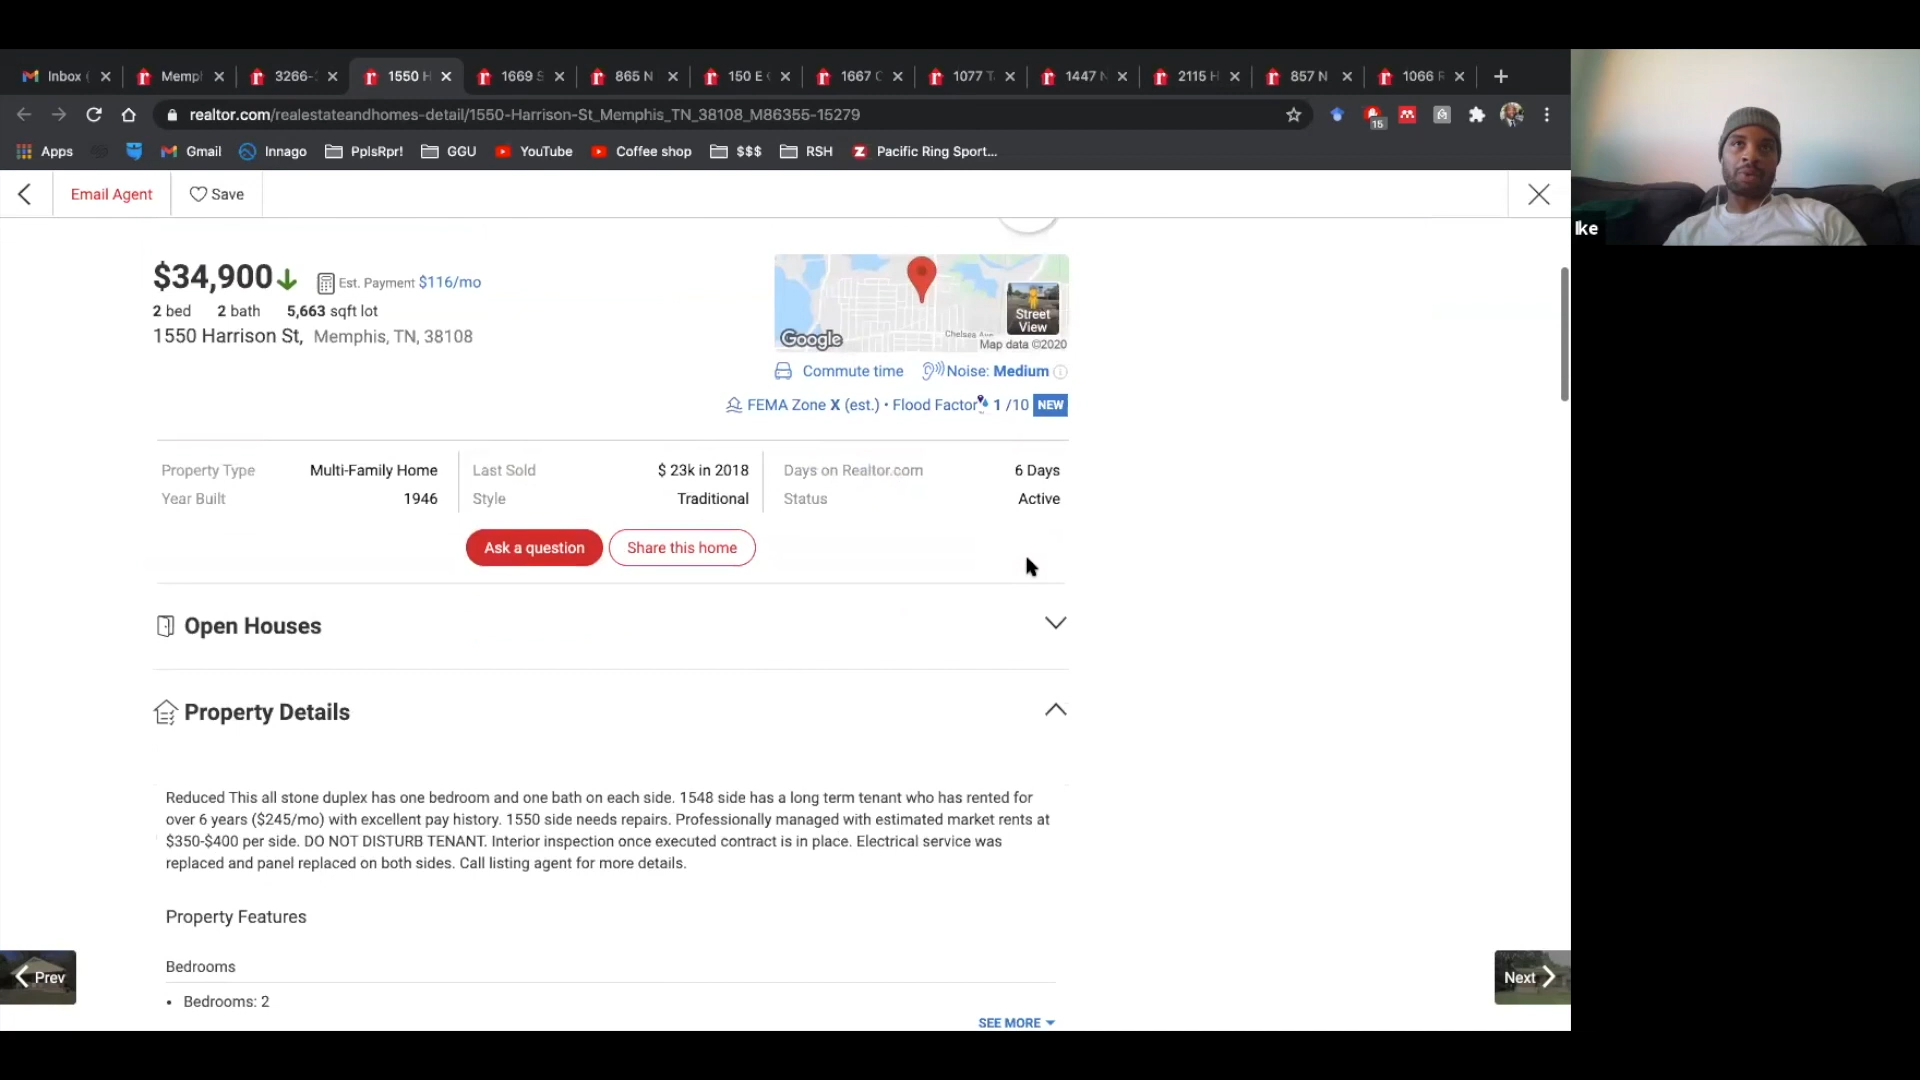 Inbox (
Memp
3266-
1550 H
1669 S
865 N
150 E
1667
1077
1447 N
2115 H
857 N
1066
realtor.com/realestateandhomes-detail/1550-Harrison-St_Memphis_TN_38108_M86355-15279
15
Apps
Gmail
Innago
PplsRpr!
GGU
YouTube
Coffee shop
$$$
RSH
Pacific Ring Sport...
Email Agent
Save
Ike
$34,900
Est. Payment $116/mo
2 bed 2 bath 5,663 sqft lot
1550 Harrison St, Memphis, TN, 38108
Street
View
Chelsea Ave
Google
Map data ©2020
Commute time
Noise: Medium
FEMA Zone X (est.) • Flood Factor 1 /10 NEW
Property Type Multi-Family Home
Last Sold $ 23k in 2018
Days on Realtor.com 6 Days
Year Built 1946
Style Traditional
Status Active
Ask a question
Share this home
Open Houses
Property Details
Reduced This all stone duplex has one bedroom and one bath on each side. 1548 side has a long term tenant who has rented for
over 6 years ($245/mo) with excellent pay history. 1550 side needs repairs. Professionally managed with estimated market rents at
$350-$400 per side. DO NOT DISTURB TENANT. Interior inspection once executed contract is in place. Electrical service was
replaced and panel replaced on both sides. Call listing agent for more details.
Property Features
Bedrooms
• Bedrooms: 2
SEE MORE
Prev
Next